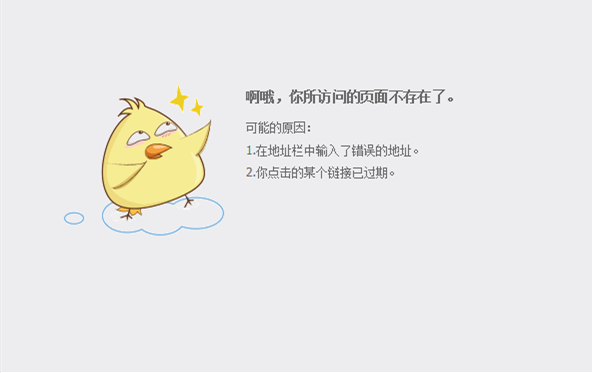 啊哦，你所访问的页面不存在了。
可能的原因：
1.在地址栏中输入了错误的地址。
2.你点击的某个链接已过期。